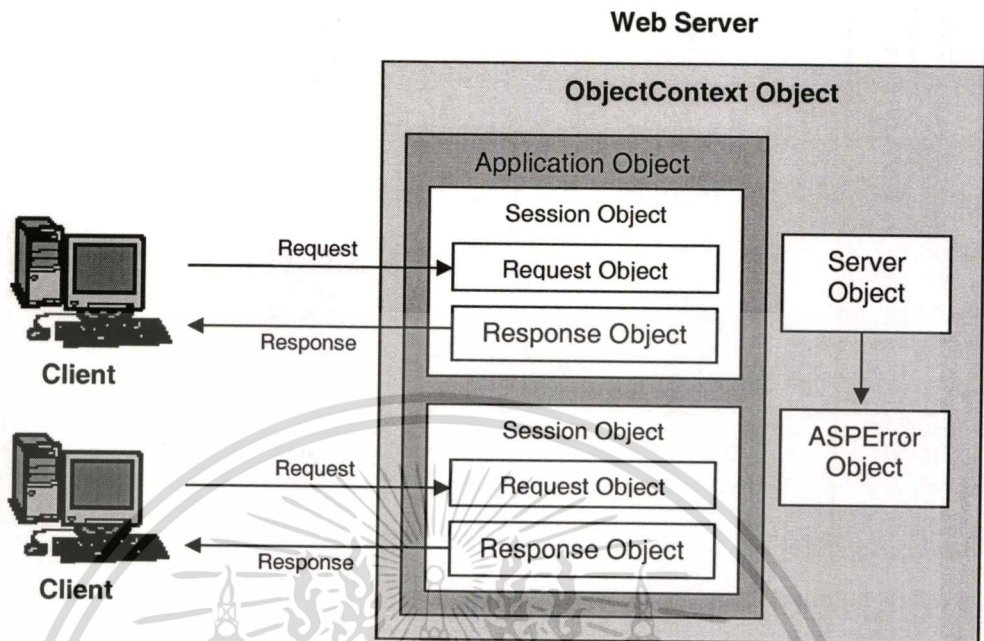 Web Server
ObjectContext Object
Application Object
Session Object
Request
Request Object
Response Object
Response
Client
Server
Object
ASPError
Object
Session Object
Request
Request Object
Response Object
Response
Client